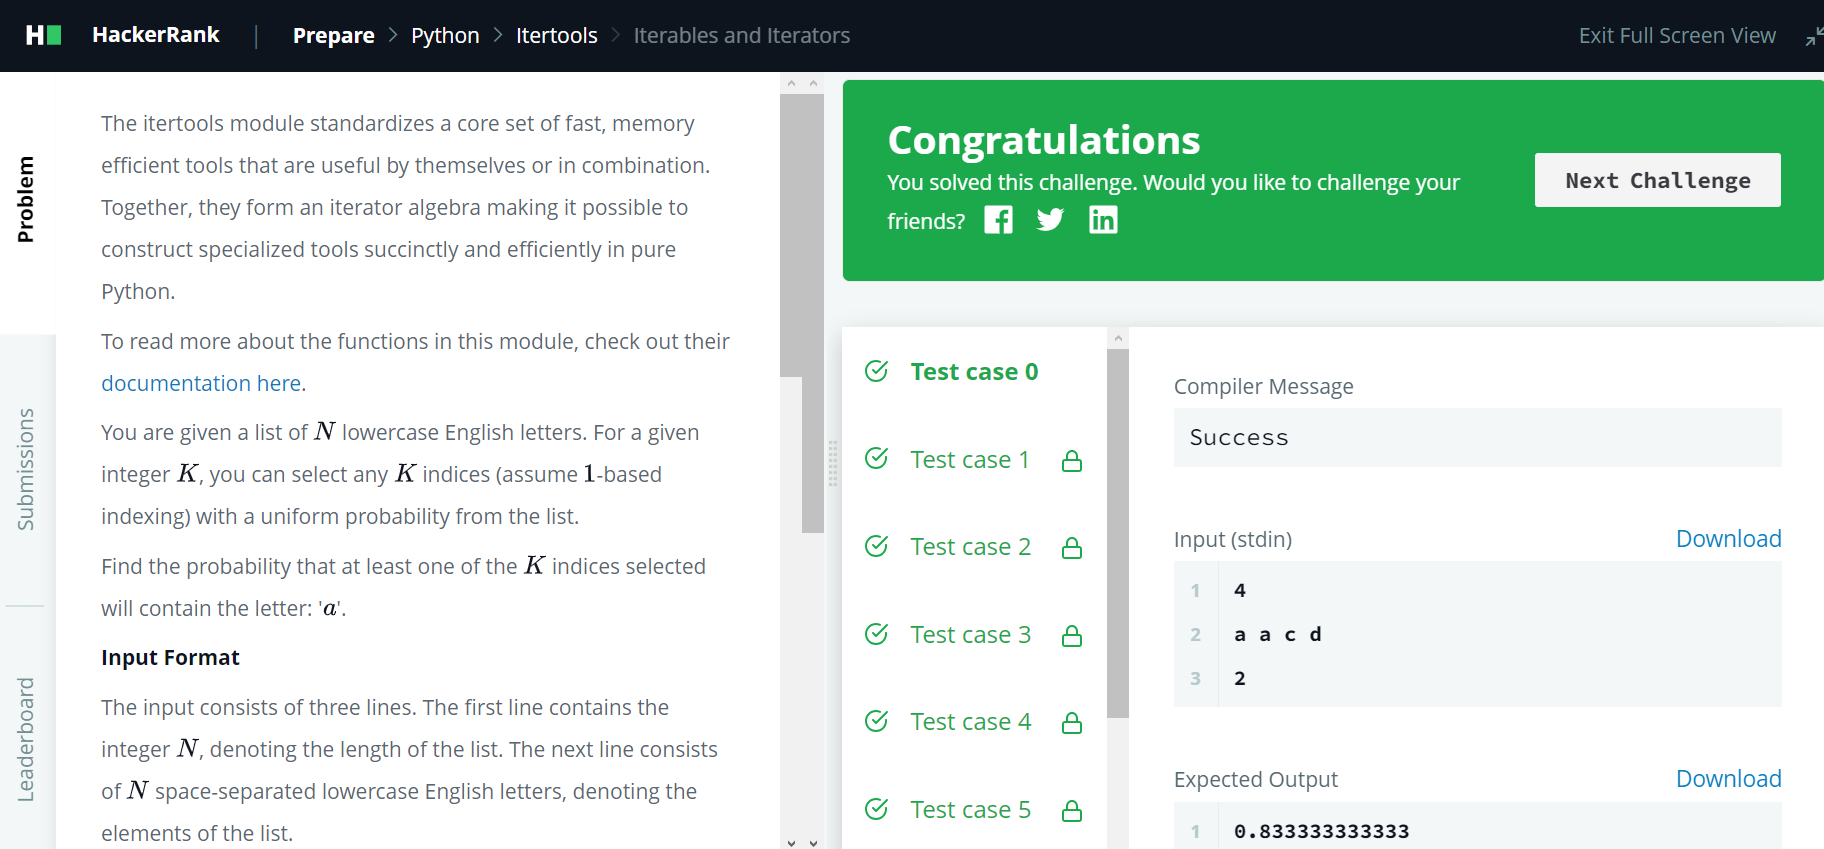 H HackerRank | Prepare > Python > Itertools > Iterables and Iterators Exit Full Screen View
Problem
Submissions
Leaderboard
The itertools module standardizes a core set of fast, memory
efficient tools that are useful by themselves or in combination.
Together, they form an iterator algebra making it possible to
construct specialized tools succinctly and efficiently in pure
Python.
To read more about the functions in this module, check out their
documentation here.
You are given a list of N lowercase English letters. For a given
integer K, you can select any K indices (assume 1-based
indexing) with a uniform probability from the list.
Find the probability that at least one of the K indices selected
will contain the letter: 'a'.
Input Format
The input consists of three lines. The first line contains the
integer N, denoting the length of the list. The next line consists
of N space-separated lowercase English letters, denoting the
elements of the list.
Congratulations
You solved this challenge. Would you like to challenge your
friends?
Next Challenge
Test case 0
Test case 1
Test case 2
Test case 3
Test case 4
Test case 5
Compiler Message
Success
Input (stdin) Download
1 4
2 a a c d
3 2
Expected Output Download
1 0.833333333333